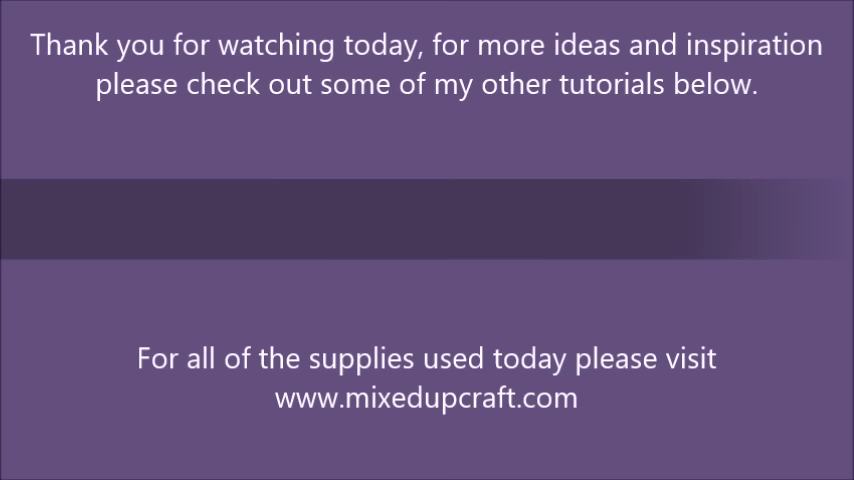 Thank you for watching today, for more ideas and inspiration
please check out some of my other tutorials below.
For all of the supplies used today please visit
www.mixedupcraft.com